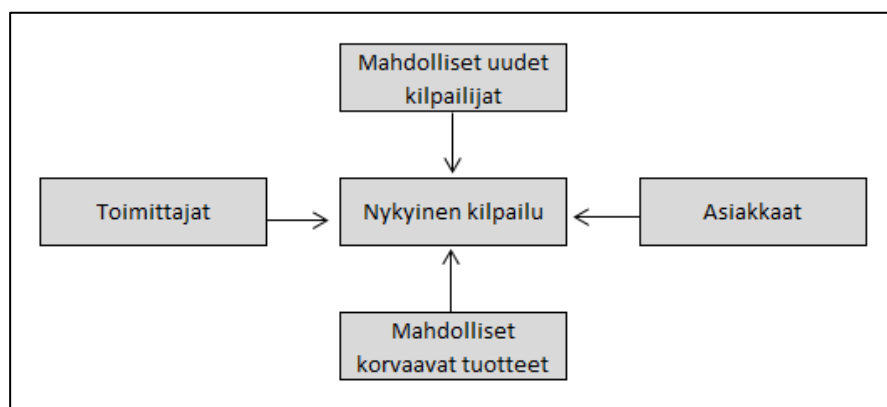 Mahdolliset uudet
kilpailijat
Toimittajat
Nykyinen kilpailu
Asiakkaat
Mahdolliset
korvaavat tuotteet